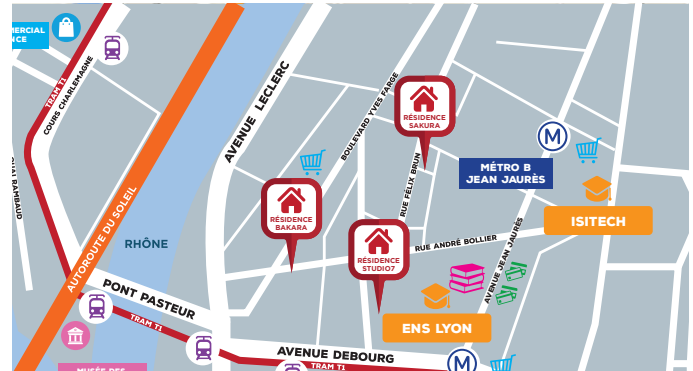 MERCIAL
NCE
TRAM T1
COURS CHARLEMAGNE
QUAI RAMBAUD
AUTOROUTE DU SOLEIL
RHÔNE
AVENUE LECLERC
BOULEVARD YVES FARGE
RÉSIDENCE
SAKURA
RUE FÉLIX BRUN
M
MÉTRO B
JEAN JAURÈS
ISITECH
RÉSIDENCE
BAKARA
RÉSIDENCE
STUDIO7
RUE ANDRÉ BOLLIER
AVENUE JEAN JAURÈS
ENS LYON
PONT PASTEUR
TRAM T1
AVENUE DEBOURG
TRAM T1
M
MUSÉE DES